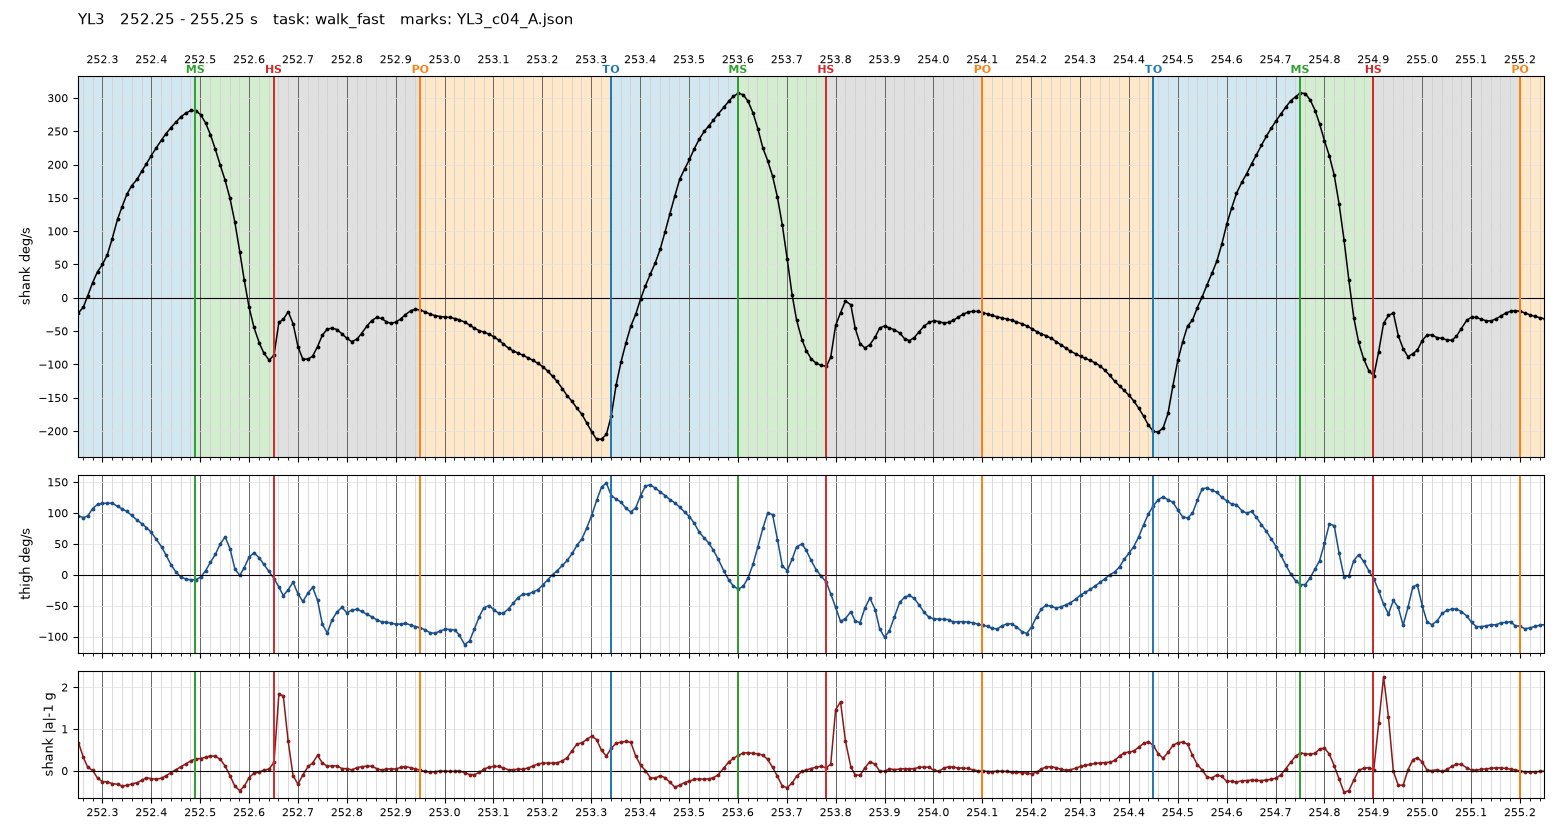 YL3 252.25 - 255.25 s task: walk_fast marks: YL3_c04_A.json
252.3 252.4 252.5 252.6 252.7 252.8 252.9 253.0 253.1 253.2 253.3 253.4 253.5 253.6 253.7 253.8 253.9 254.0 254.1 254.2 254.3 254.4 254.5 254.6 254.7 254.8 254.9 255.0 255.1 255.2
MS HS PO TO MS HS PO TO MS HS PO
shank deg/s
300
250
200
150
100
50
0
−50
−100
−150
−200
thigh deg/s
150
100
50
0
−50
−100
shank |a|-1 g
2
1
0
252.3 252.4 252.5 252.6 252.7 252.8 252.9 253.0 253.1 253.2 253.3 253.4 253.5 253.6 253.7 253.8 253.9 254.0 254.1 254.2 254.3 254.4 254.5 254.6 254.7 254.8 254.9 255.0 255.1 255.2